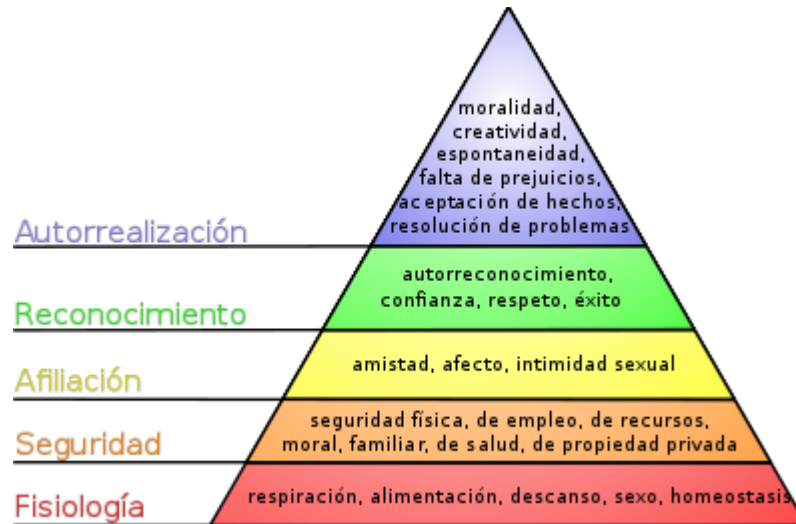 moralidad,
creatividad,
espontaneidad,
falta de prejuicios,
aceptación de hechos,
resolución de problemas
Autorrealización
autorreconocimiento,
confianza, respeto, éxito
Reconocimiento
amistad, afecto, intimidad sexual
Afiliación
seguridad física, de empleo, de recursos,
moral, familiar, de salud, de propiedad privada
Seguridad
respiración, alimentación, descanso, sexo, homeostasis
Fisiología